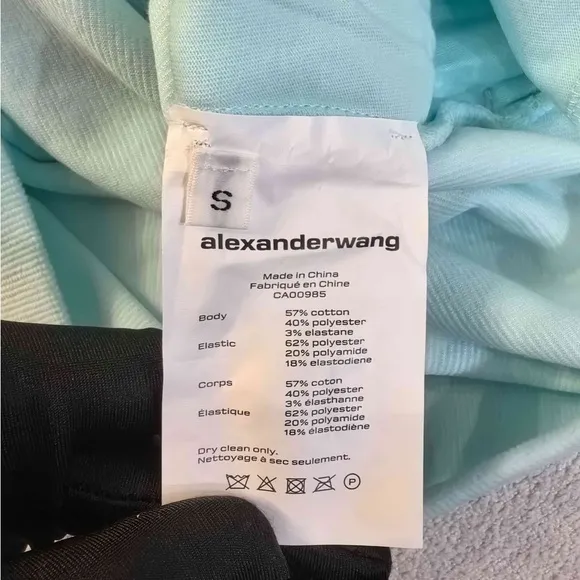 S
alexanderwang
Made in China
Fabriqué en Chine
CA00985
Body 57% cotton
40% polyester
3% elastane
Elastic 62% polyester
20% polyamide
18% elastodiene
Corps 57% coton
40% polyester
3% élasthanne
Élastique 62% polyester
20% polyamide
18% élastodiène
Dry clean only.
Nettoyage à sec seulement.
P